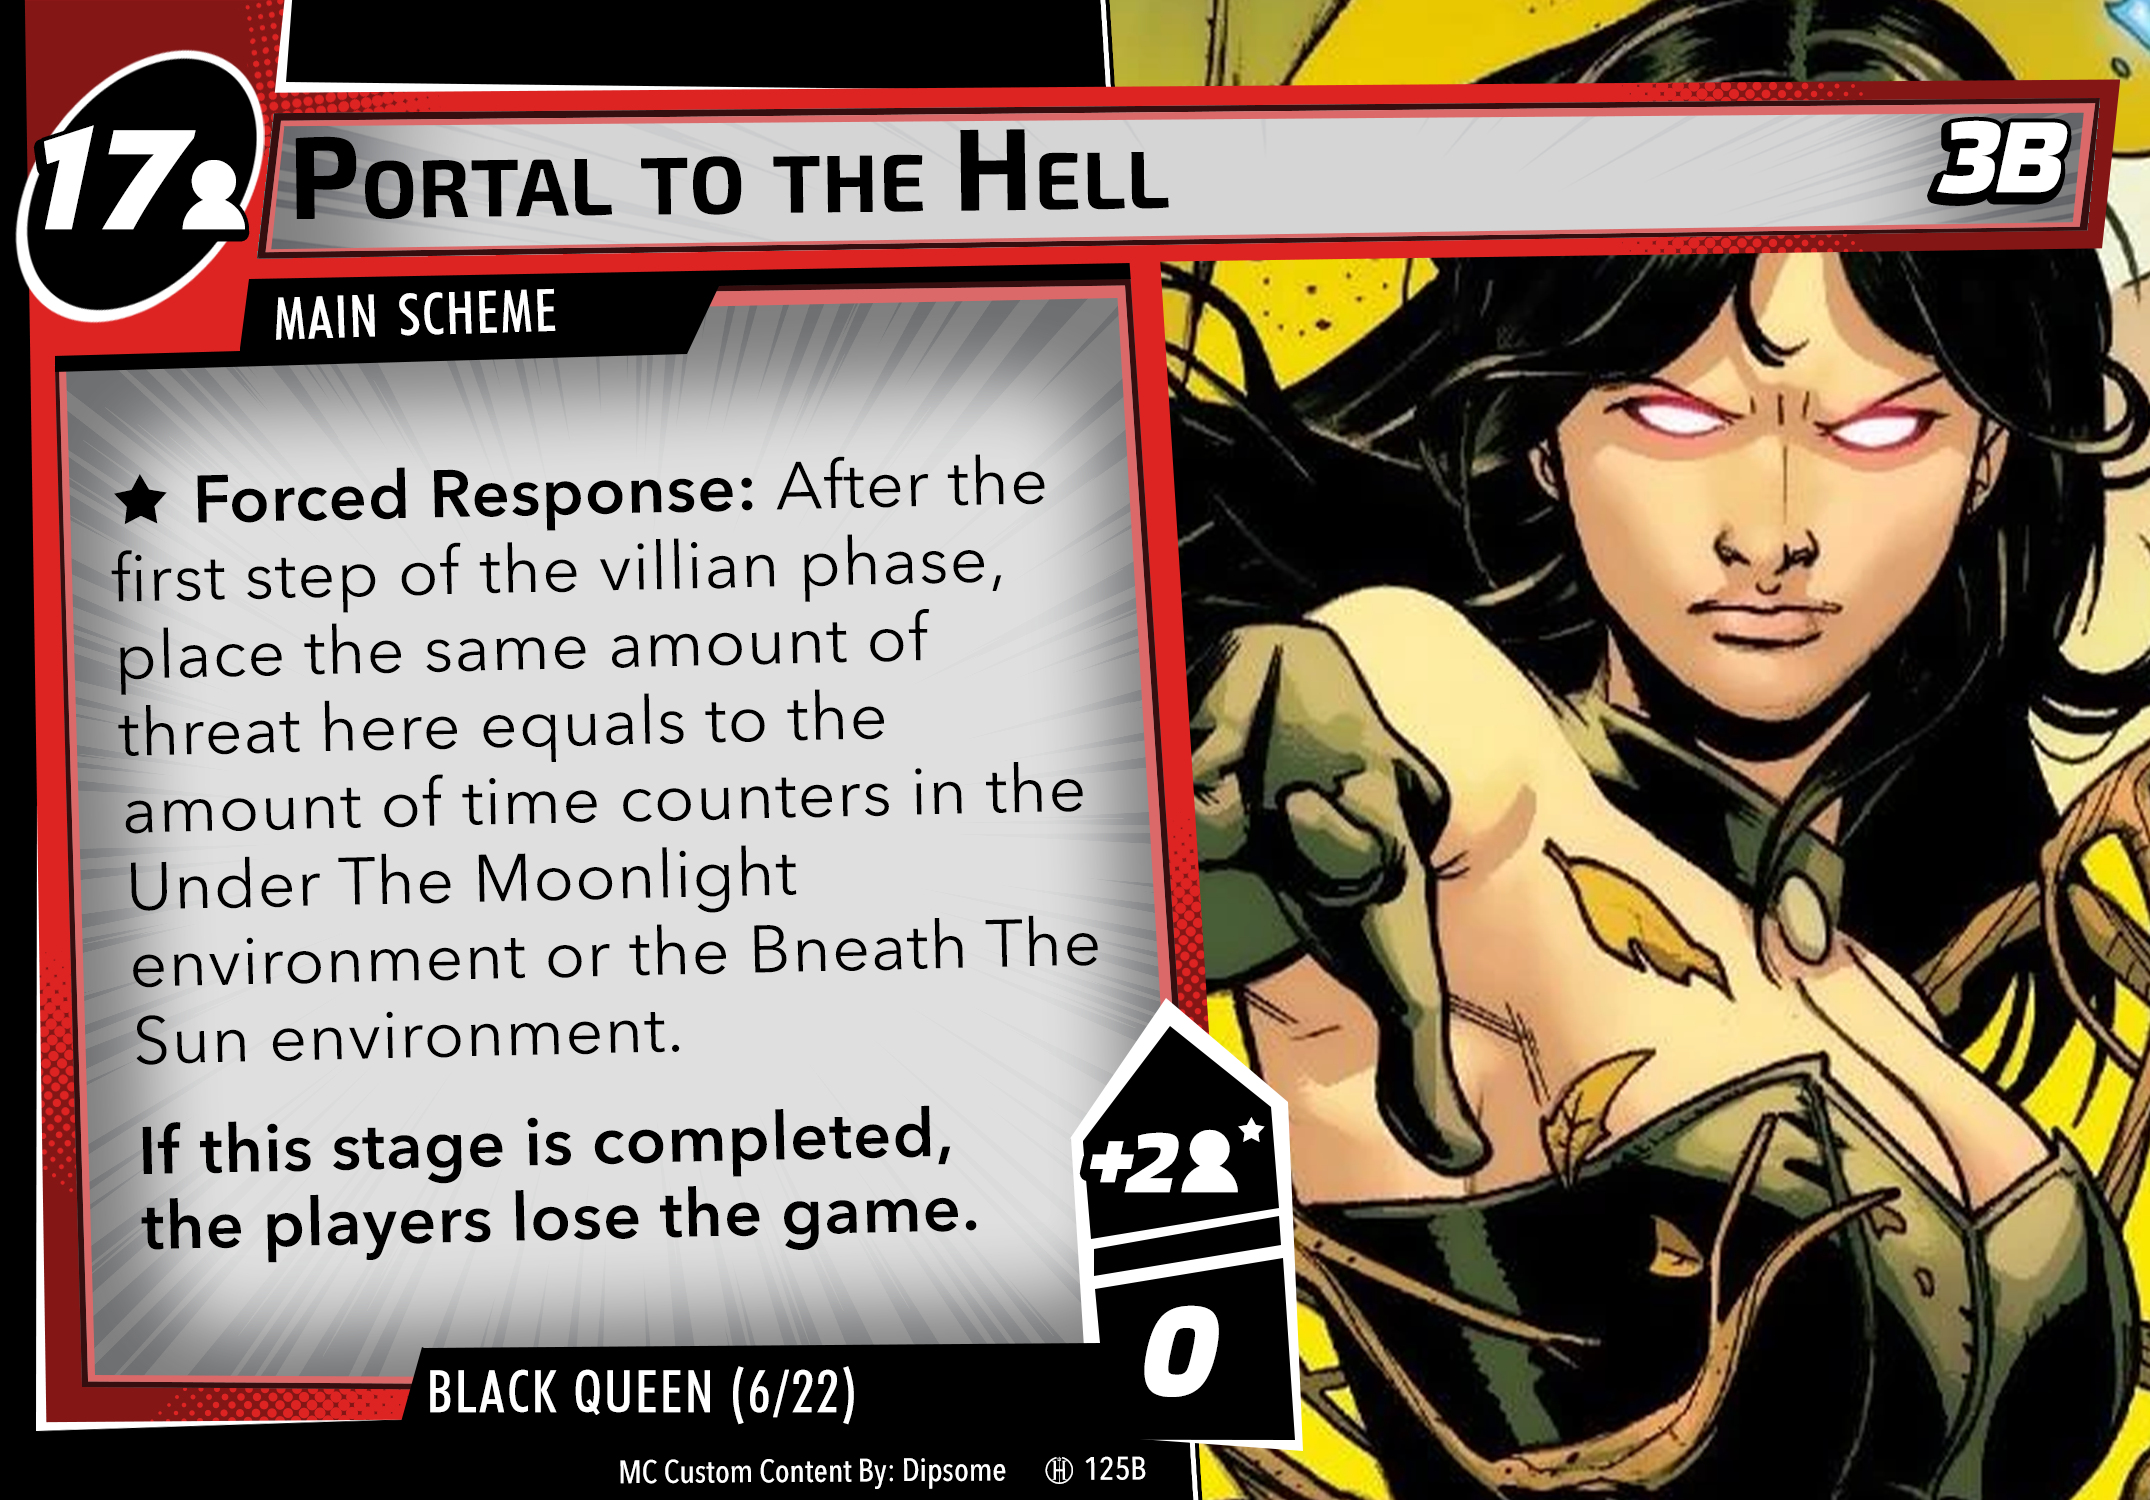 17
PORTAL TO THE HELL
3B
MAIN SCHEME
★ Forced Response: After the
first step of the villian phase,
place the same amount of
threat here equals to the
amount of time counters in the
Under The Moonlight
environment or the Bneath The
Sun environment.
If this stage is completed,
the players lose the game.
+2
0
BLACK QUEEN (6/22)
MC Custom Content By: Dipsome
125B